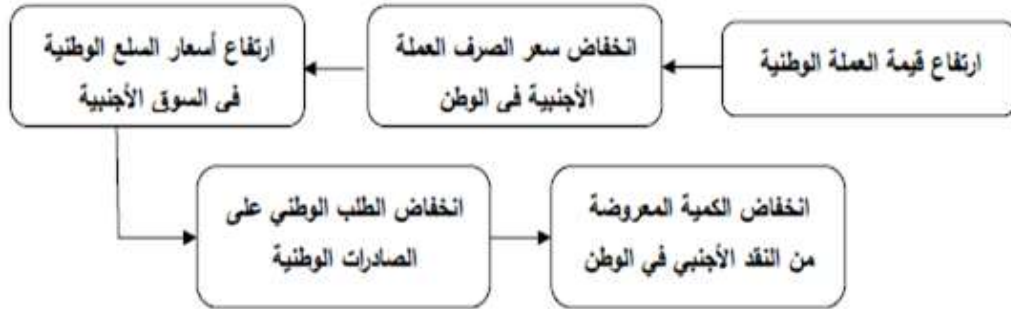 ارتفاع قيمة العملة الوطنية
انخفاض سعر الصرف العملة
الأجنبية فى الوطن
ارتفاع أسعار السلع الوطنية
فى السوق الأجنبية
انخفاض الطلب الوطني على
الصادرات الوطنية
انخفاض الكمية المعروضة
من النقد الأجنبي في الوطن